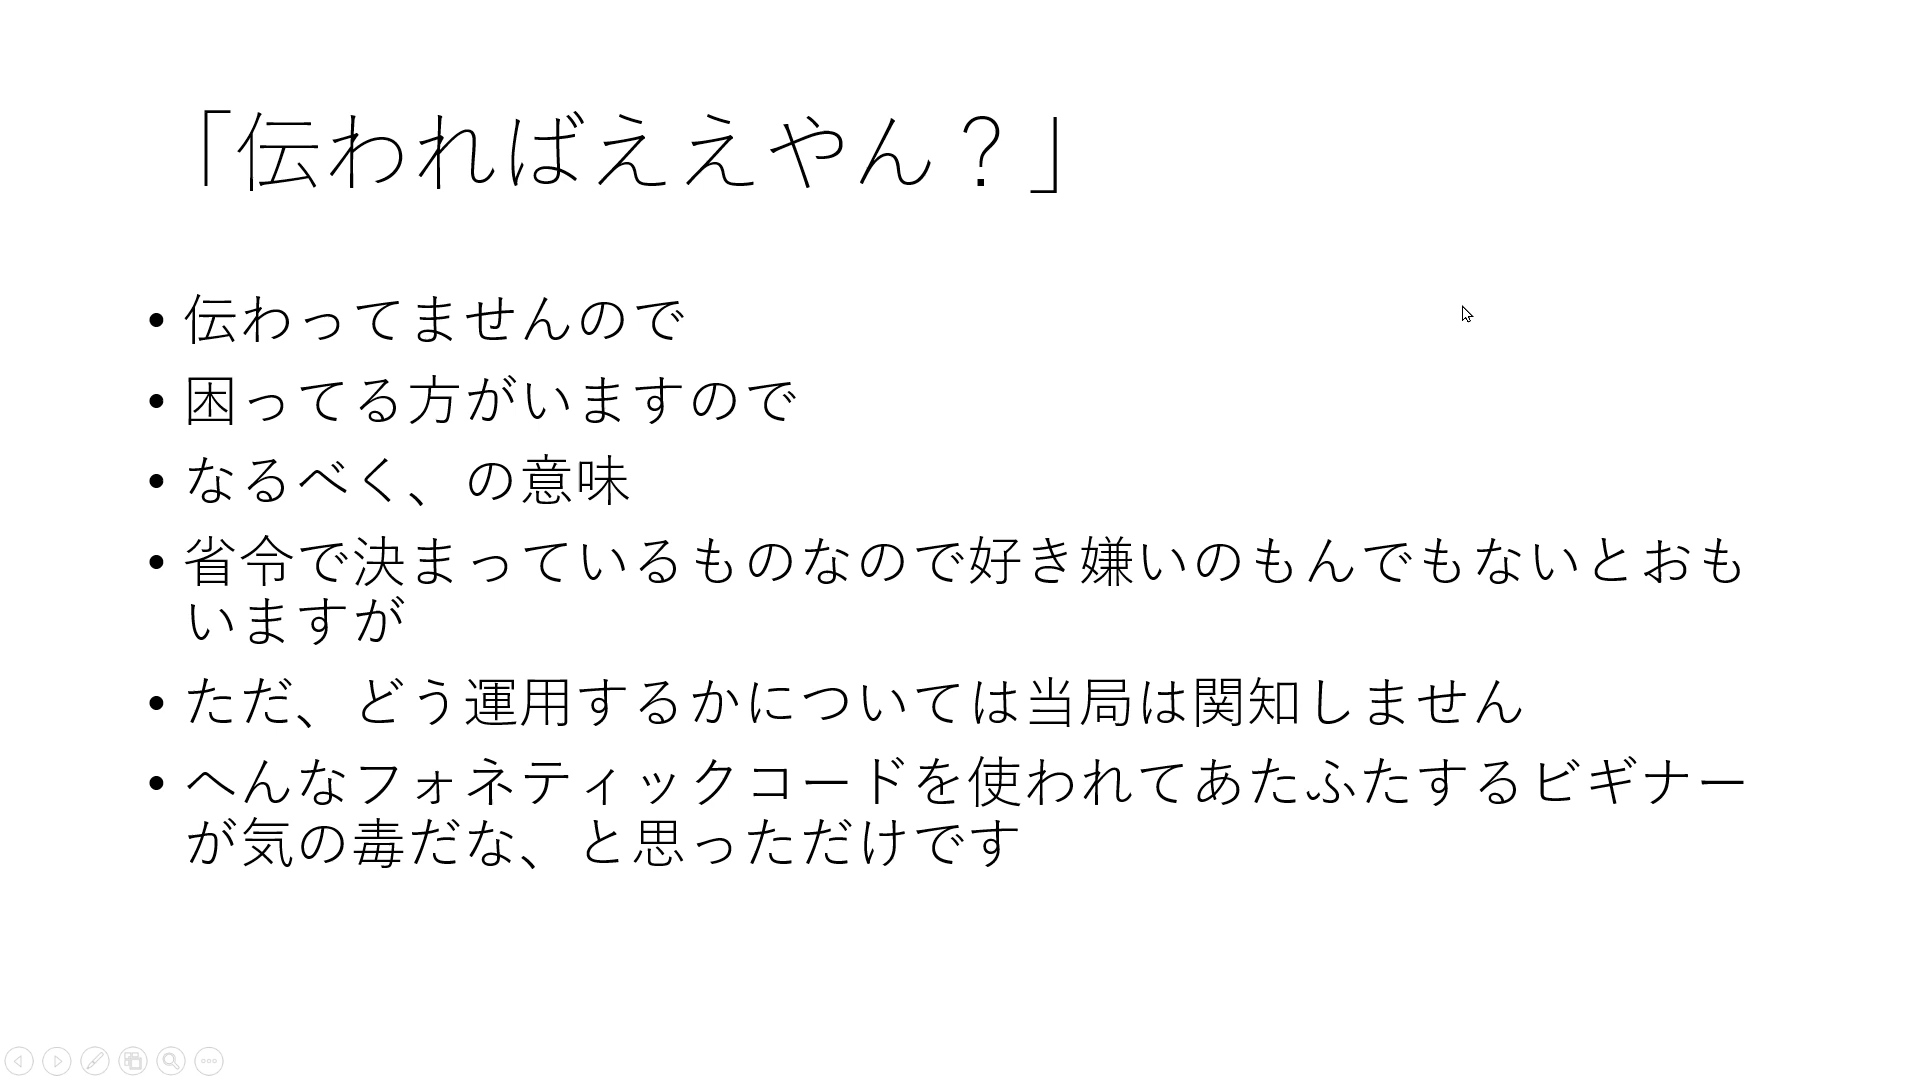 「伝わればええやん？」
• 伝わってませんので
• 困ってる方がいますので
• なるべく、の意味
• 省令で決まっているものなので好き嫌いのもんでもないとおも
いますが
• ただ、どう運用するかについては当局は関知しません
• へんなフォネティックコードを使われてあたふたするビギナー
が気の毒だな、と思っただけです